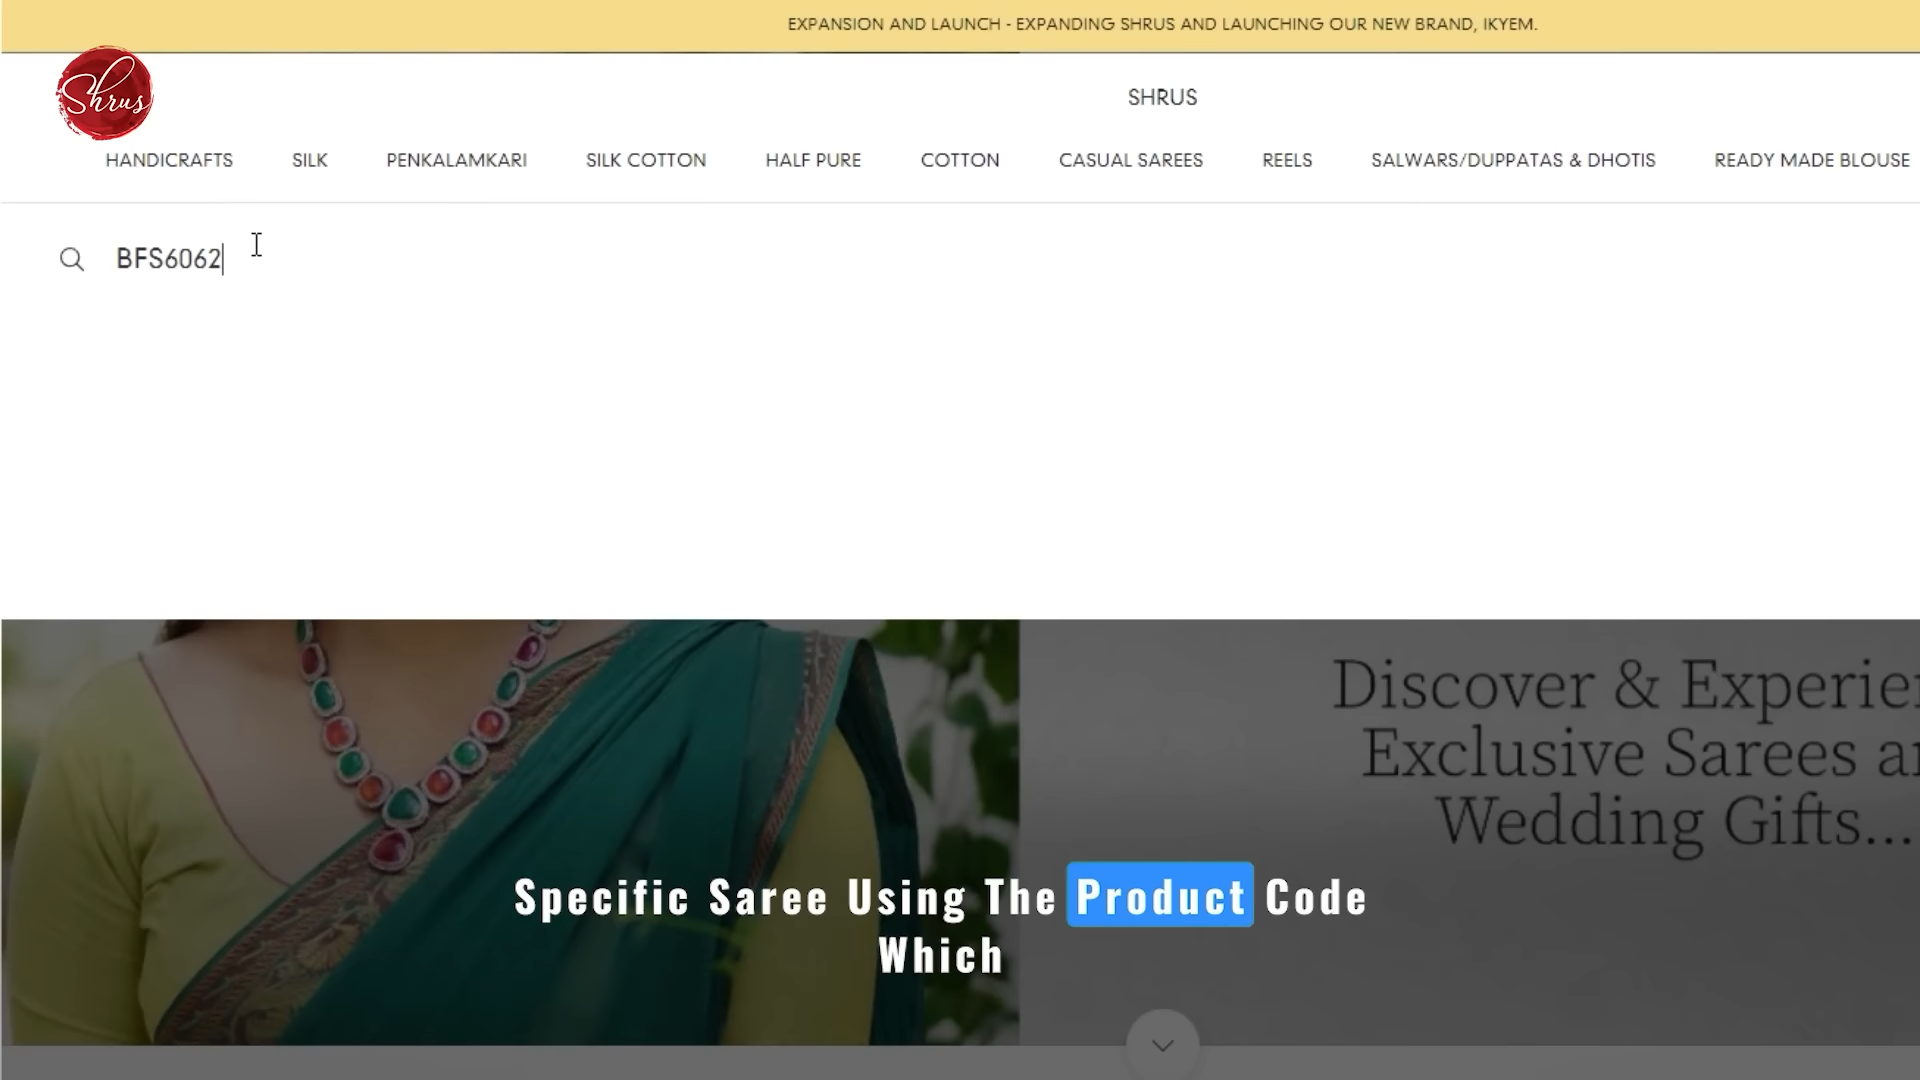 EXPANSION AND LAUNCH - EXPANDING SHRUS AND LAUNCHING OUR NEW BRAND, IKYEM.
Shrus
SHRUS
HANDICRAFTS SILK PENKALAMKARI SILK COTTON HALF PURE COTTON CASUAL SAREES REELS SALWARS/DUPPATAS & DHOTIS READY MADE BLOUSE
BFS6062
Discover & Experie
Exclusive Sarees a
Wedding Gifts...
Specific Saree Using The Product Code
Which